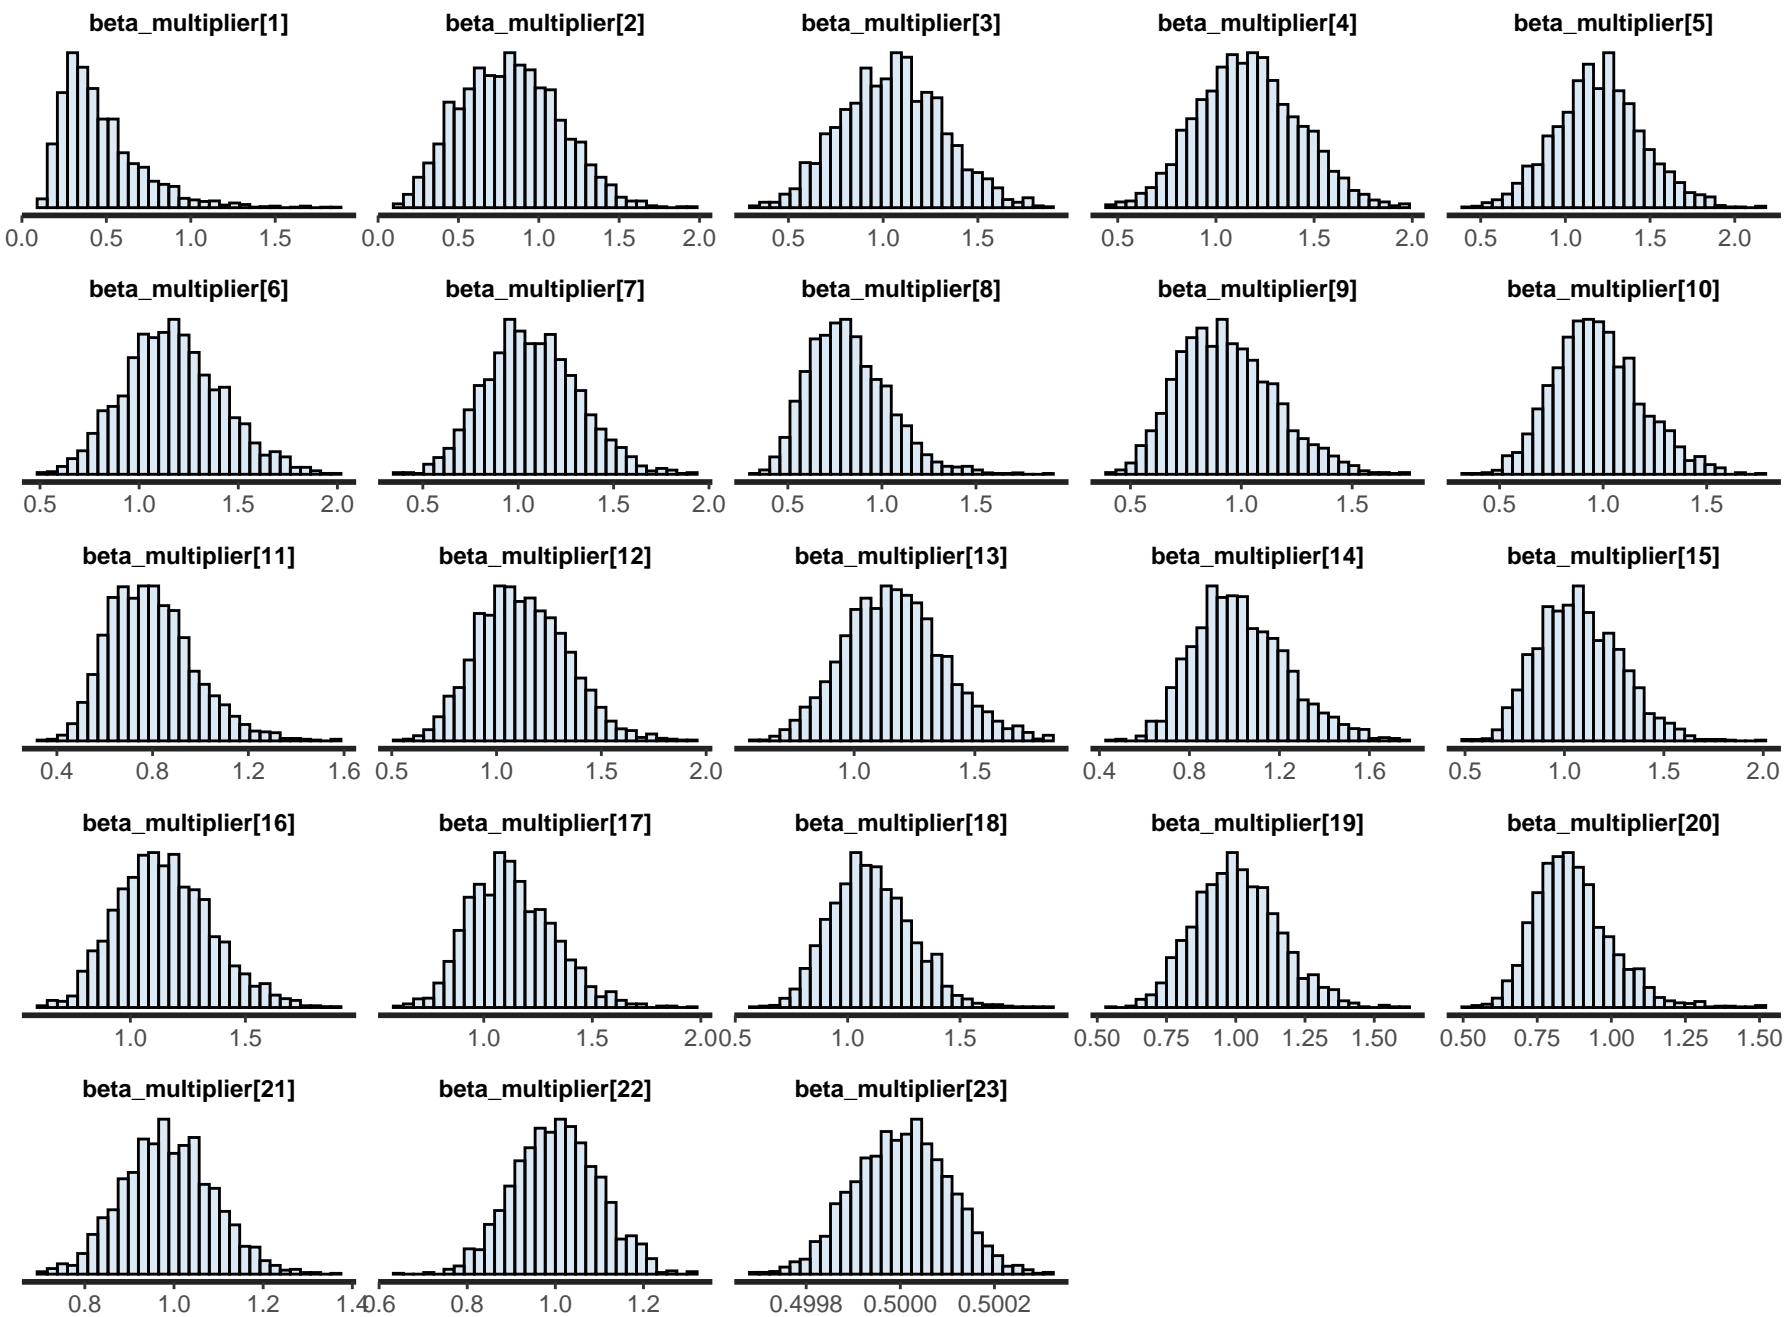 beta_multiplier[1] beta_multiplier[2] beta_multiplier[3] beta_multiplier[4] beta_multiplier[5]
0.0 0.5 1.0 1.5 0.0 0.5 1.0 1.5 2.0 0.5 1.0 1.5 0.5 1.0 1.5 2.0 0.5 1.0 1.5 2.0
beta_multiplier[6] beta_multiplier[7] beta_multiplier[8] beta_multiplier[9] beta_multiplier[10]
0.5 1.0 1.5 2.0 0.5 1.0 1.5 2.0 0.5 1.0 1.5 0.5 1.0 1.5 0.5 1.0 1.5
beta_multiplier[11] beta_multiplier[12] beta_multiplier[13] beta_multiplier[14] beta_multiplier[15]
0.4 0.8 1.2 1.6 0.5 1.0 1.5 2.0 1.0 1.5 0.4 0.8 1.2 1.6 0.5 1.0 1.5 2.0
beta_multiplier[16] beta_multiplier[17] beta_multiplier[18] beta_multiplier[19] beta_multiplier[20]
1.0 1.5 1.0 1.5 2.0 0.5 1.0 1.5 0.50 0.75 1.00 1.25 1.50 0.50 0.75 1.00 1.25 1.50
beta_multiplier[21] beta_multiplier[22] beta_multiplier[23]
0.8 1.0 1.2 1.4 0.6 0.8 1.0 1.2 0.4998 0.5000 0.5002